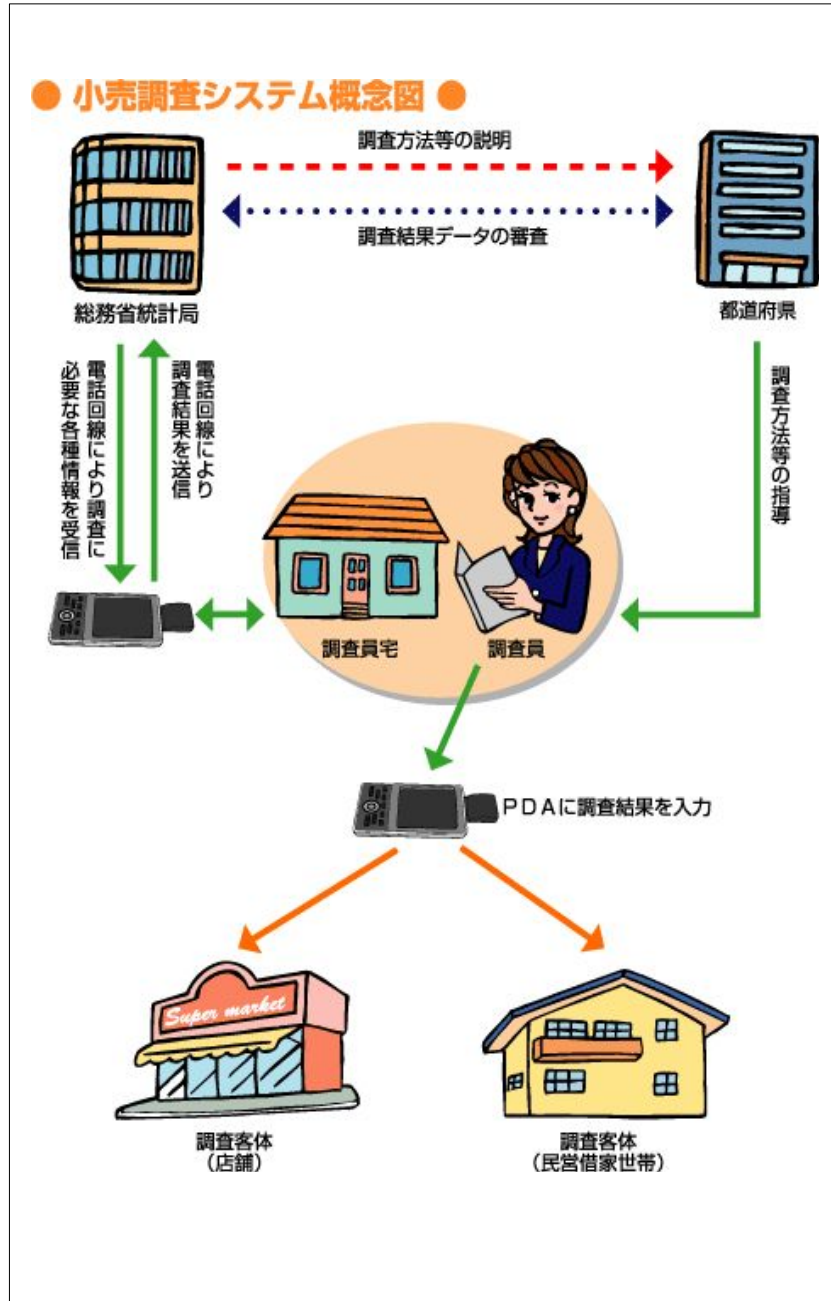 ● 小売調査システム概念図 ●
調査方法等の説明
調査結果データの審査
総務省統計局
都道府県
電話回線により調査に
必要な各種情報を受信
電話回線により
調査結果を送信
調査方法等の指導
調査員宅
調査員
PDAに調査結果を入力
Super market
調査客体
（店舗）
調査客体
（民営借家世帯）